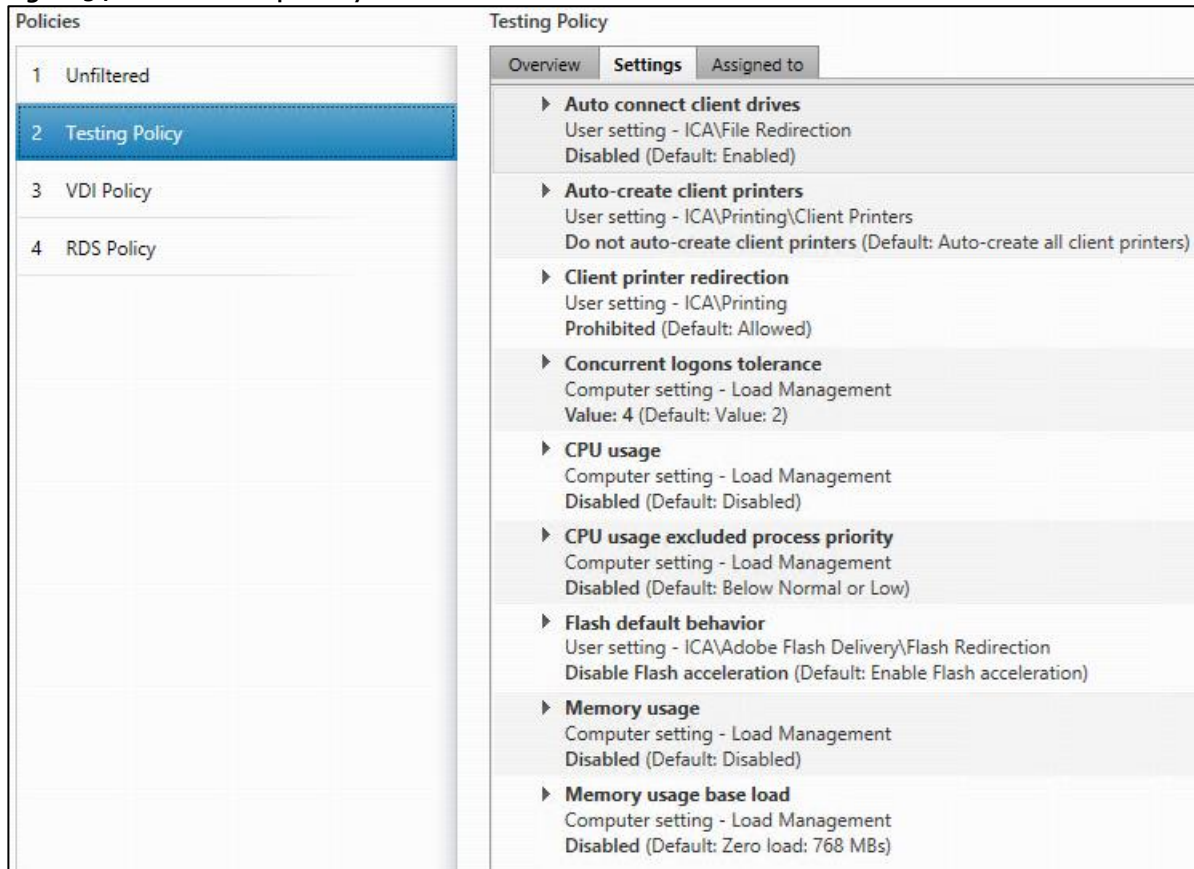 Policies
1 Unfiltered
2 Testing Policy
3 VDI Policy
4 RDS Policy
Testing Policy
Overview Settings Assigned to
Auto connect client drives
User setting - ICA\File Redirection
Disabled (Default: Enabled)
Auto-create client printers
User setting - ICA\Printing\Client Printers
Do not auto-create client printers (Default: Auto-create all client printers)
Client printer redirection
User setting - ICA\Printing
Prohibited (Default: Allowed)
Concurrent logons tolerance
Computer setting - Load Management
Value: 4 (Default: Value: 2)
CPU usage
Computer setting - Load Management
Disabled (Default: Disabled)
CPU usage excluded process priority
Computer setting - Load Management
Disabled (Default: Below Normal or Low)
Flash default behavior
User setting - ICA\Adobe Flash Delivery\Flash Redirection
Disable Flash acceleration (Default: Enable Flash acceleration)
Memory usage
Computer setting - Load Management
Disabled (Default: Disabled)
Memory usage base load
Computer setting - Load Management
Disabled (Default: Zero load: 768 MBs)